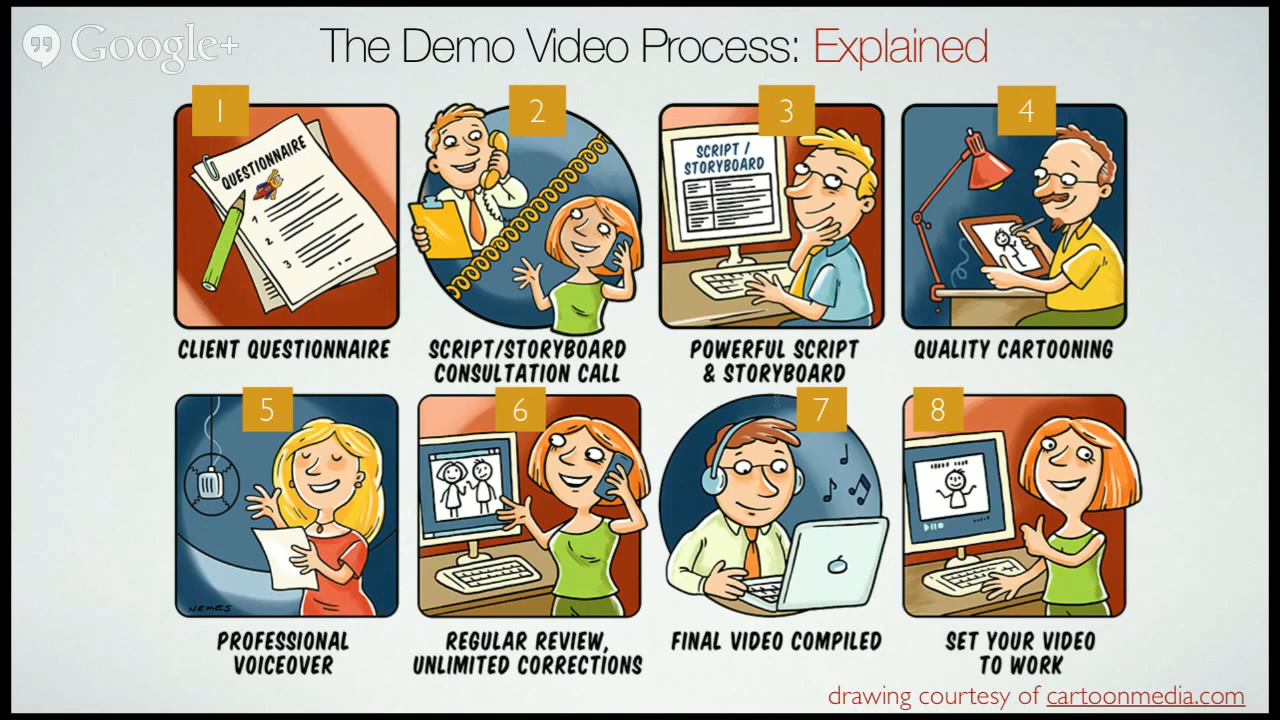 Google+
The Demo Video Process: Explained
1
2
3
4
QUESTIONNAIRE
1
2
3
SCRIPT /
STORYBOARD
CLIENT QUESTIONNAIRE
SCRIPT/STORYBOARD
CONSULTATION CALL
POWERFUL SCRIPT
& STORYBOARD
QUALITY CARTOONING
5
6
7
8
NEMES
PROFESSIONAL
VOICEOVER
REGULAR REVIEW,
UNLIMITED CORRECTIONS
FINAL VIDEO COMPILED
SET YOUR VIDEO
TO WORK
drawing courtesy of cartoonmedia.com